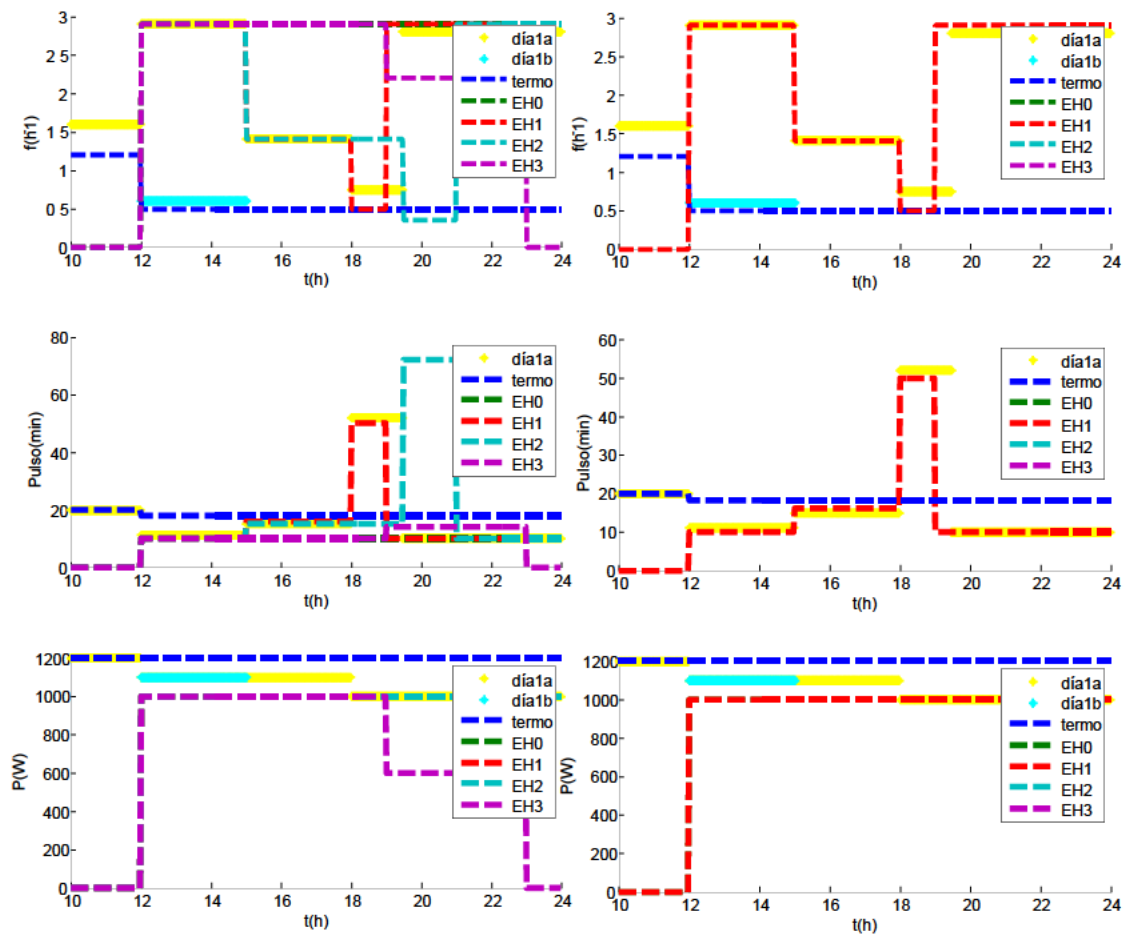 3
2.5
2
1.5
1
0.5
0
f(h-1)
10 12 14 16 18 20 22 24
t(h)
día1a
día1b
termo
EH0
EH1
EH2
EH3
3
2.5
2
1.5
1
0.5
0
f(h-1)
10 12 14 16 18 20 22 24
t(h)
día1a
día1b
termo
EH0
EH1
EH2
EH3
80
60
40
20
0
Pulso(min)
10 12 14 16 18 20 22 24
t(h)
día1a
termo
EH0
EH1
EH2
EH3
60
50
40
30
20
10
0
Pulso(min)
10 12 14 16 18 20 22 24
t(h)
día1a
termo
EH0
EH1
EH2
EH3
1200
1000
800
600
400
200
0
P(W)
10 12 14 16 18 20 22 24
t(h)
día1a
día1b
termo
EH0
EH1
EH2
EH3
1200
1000
800
600
400
200
0
P(W)
10 12 14 16 18 20 22 24
t(h)
día1a
día1b
termo
EH0
EH1
EH2
EH3